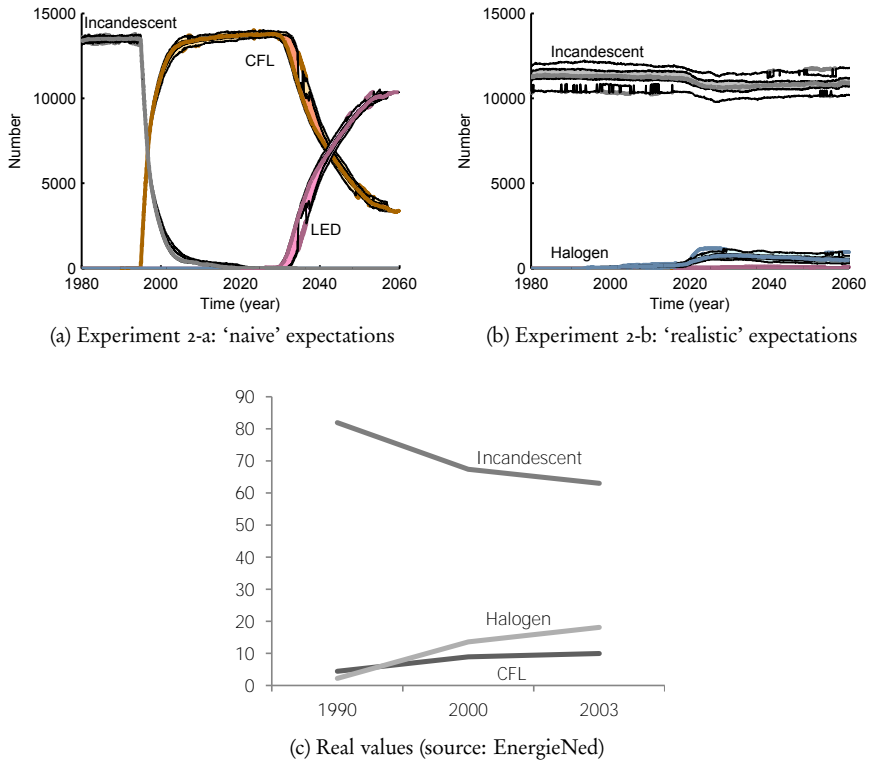 15000
10000
5000
0
Number
Incandescent
CFL
LED
1980 2000 2020 2040 2060
Time (year)
(a) Experiment 2-a: ‘naive’ expectations
15000
10000
5000
0
Number
Incandescent
Halogen
1980 2000 2020 2040 2060
Time (year)
(b) Experiment 2-b: ‘realistic’ expectations
90
80
70
60
50
40
30
20
10
0
Incandescent
Halogen
CFL
1990 2000 2003
(c) Real values (source: EnergieNed)